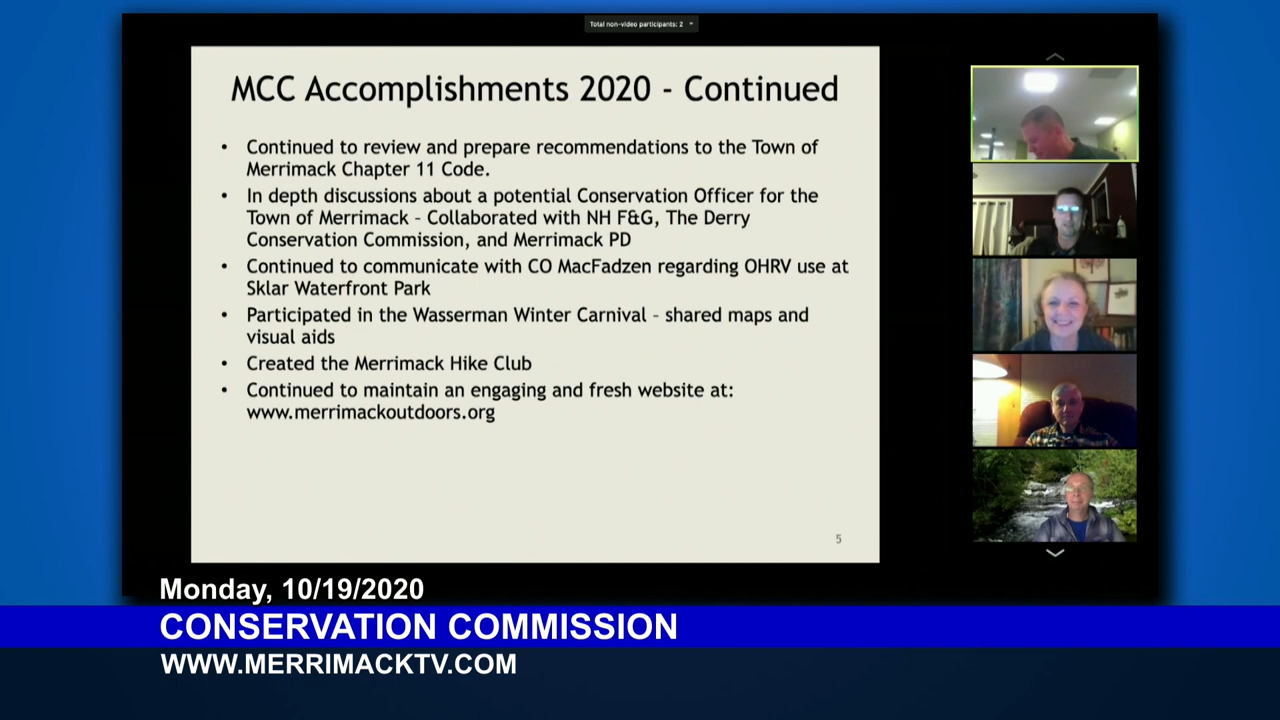 Total non-video participants: 2
MCC Accomplishments 2020 - Continued
• Continued to review and prepare recommendations to the Town of
Merrimack Chapter 11 Code.
• In depth discussions about a potential Conservation Officer for the
Town of Merrimack – Collaborated with NH F&G, The Derry
Conservation Commission, and Merrimack PD
• Continued to communicate with CO MacFadzen regarding OHRV use at
Sklar Waterfront Park
• Participated in the Wasserman Winter Carnival – shared maps and
visual aids
• Created the Merrimack Hike Club
• Continued to maintain an engaging and fresh website at:
www.merrimackoutdoors.org
5
Monday, 10/19/2020
CONSERVATION COMMISSION
WWW.MERRIMACKTV.COM